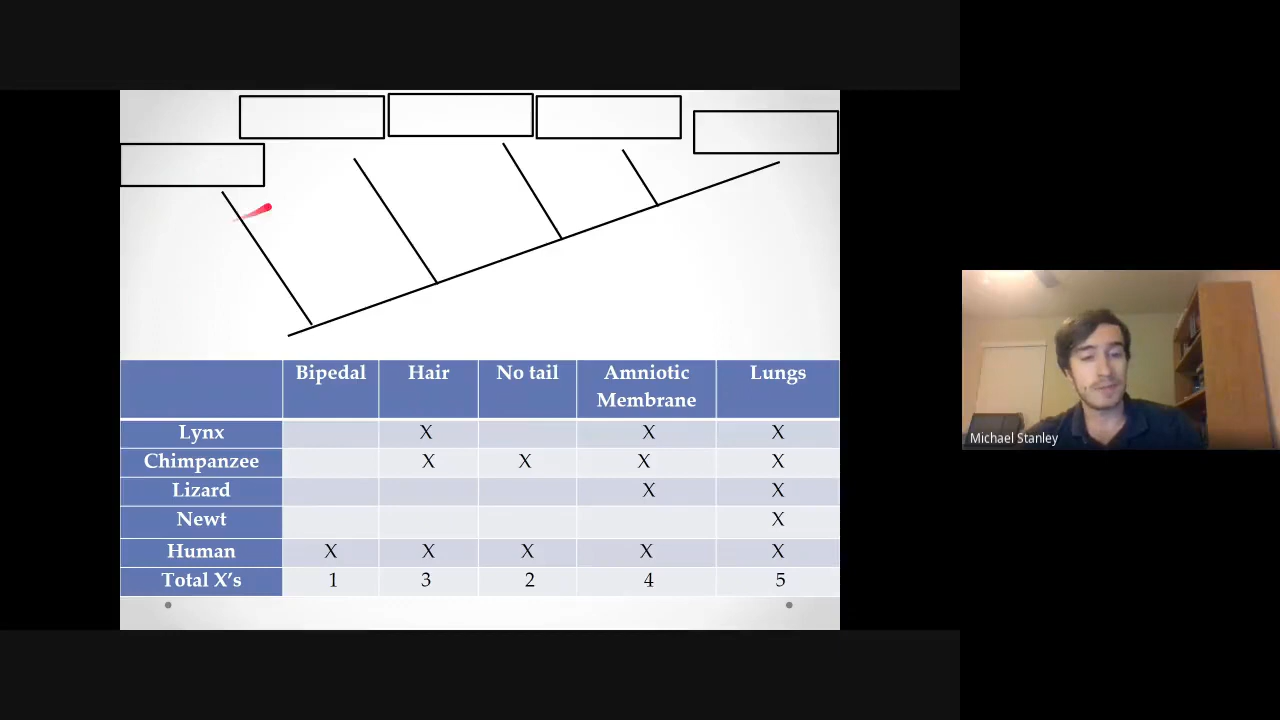 Bipedal Hair No tail Amniotic Membrane Lungs
Lynx X X X
Chimpanzee X X X X
Lizard X X
Newt X
Human X X X X X
Total X's 1 3 2 4 5
Michael Stanley